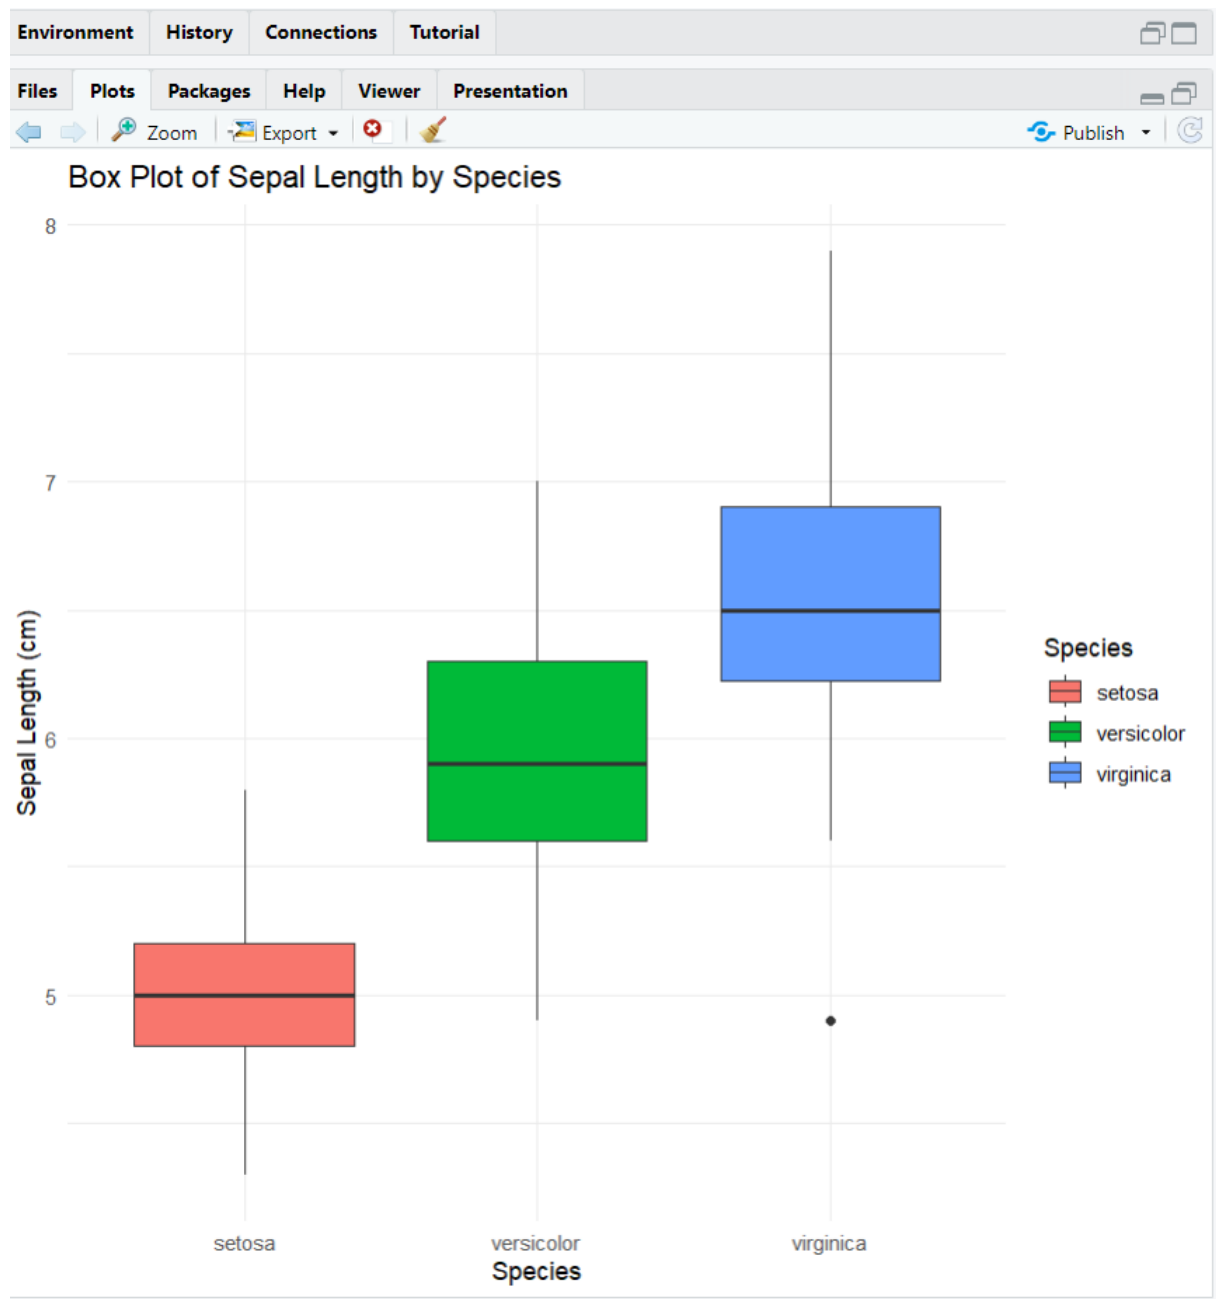 Environment History Connections Tutorial
Files Plots Packages Help Viewer Presentation
Zoom Export Publish
Box Plot of Sepal Length by Species
8
7
6
5
Sepal Length (cm)
setosa versicolor virginica
Species
Species
setosa
versicolor
virginica